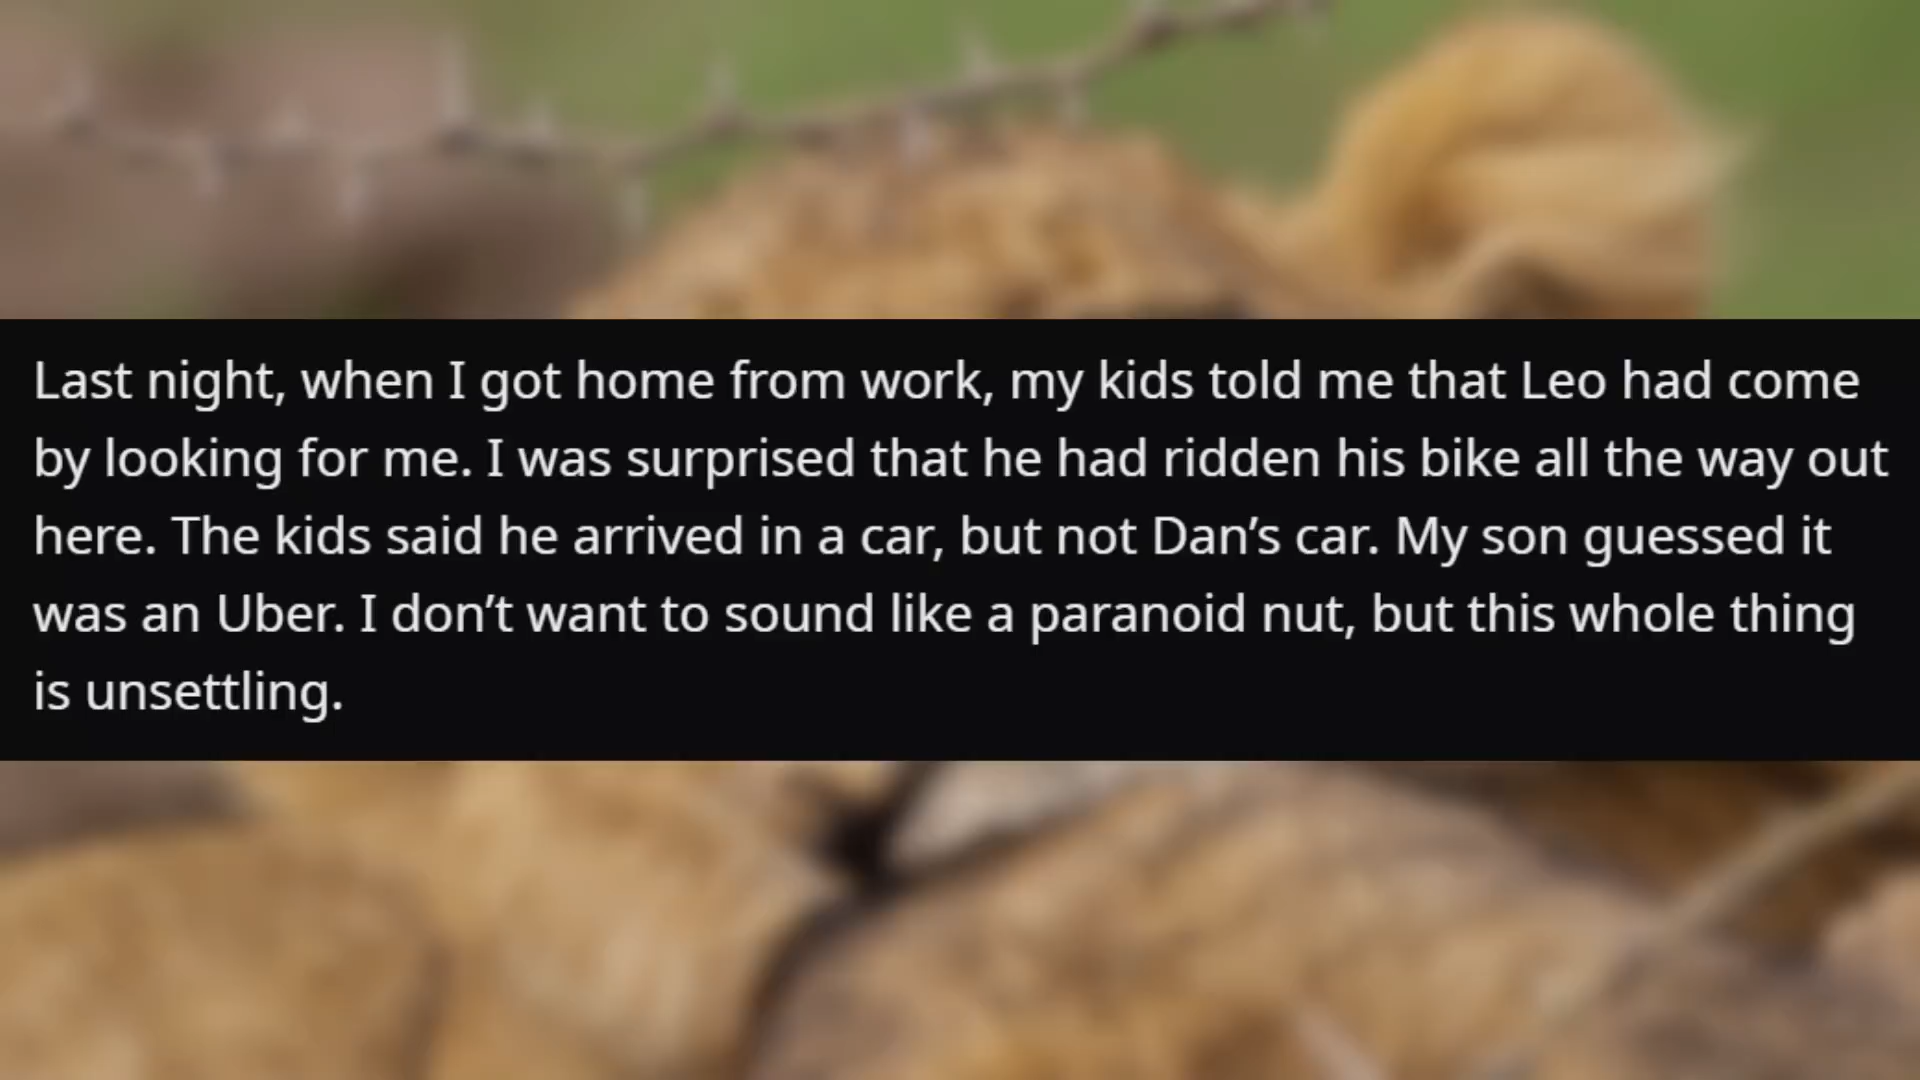 Last night, when I got home from work, my kids told me that Leo had come
by looking for me. I was surprised that he had ridden his bike all the way out
here. The kids said he arrived in a car, but not Dan’s car. My son guessed it
was an Uber. I don’t want to sound like a paranoid nut, but this whole thing
is unsettling.